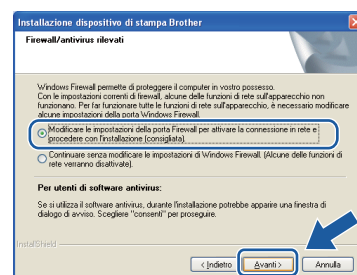 Installazione dispositivo di stampa Brother
Firewall/antivirus rilevati
Windows Firewall permette di proteggere il computer in vostro possesso.
Con le impostazioni correnti di firewall, alcune delle funzioni di rete sull'apparecchio non
funzionano. Per far funzionare tutte le funzioni di rete sull'apparecchio, è necessario modificare
alcune impostazioni della porta Windows Firewall.
Modificare le impostazioni della porta Firewall per attivare la connessione in rete e
procedere con l'installazione (consigliata).
Continuare senza modificare le impostazioni di Windows Firewall. (Alcune delle funzioni di
rete verranno disattivate).
Per utenti di software antivirus:
Se si utilizza il software antivirus, durante l'installazione potrebbe apparire una finestra di
dialogo di avviso. Scegliere "consenti" per proseguire.
InstallShield
< Indietro Avanti > Annulla